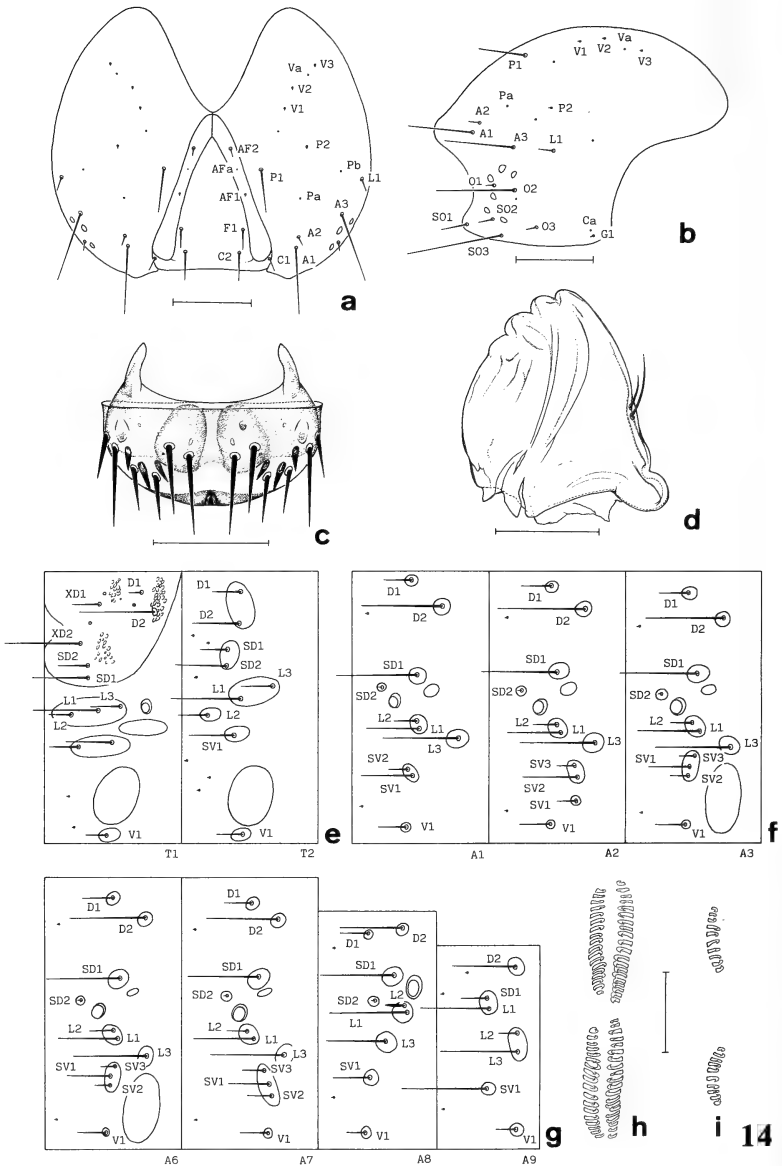 Va V3
V2
V1
AF2
P2
AFa
P1
Pb
L1
AF1
Pa
A3
F1
A2
C2 C1 A1
a
Va
V1 V2
P1
V3
Pa
A2
P2
A1
A3
L1
O1
O2
SO2
SO1
Ca
O3
G1
SO3
b
c
d
D1
XD1
D2
XD2
SD2
SD1
L1 L3
L2
D1
D2
SD1
SD2
L3
L1
L2
SV1
V1
V1
e
T1 T2
D1
D2
SD1
SD2
L2
L1
L3
SV2
SV1
V1
D1
D2
SD1
SD2
L2
L1
L3
SV3
SV2
SV1
V1
D1
D2
SD1
SD2
L2
L1
L3
SV3
SV1
SV2
V1
f
A1 A2 A3
D1
D2
SD1
SD2
L2
L1
L3
SV3
SV1
SV2
V1
D1
D2
SD1
SD2
L2
L1
L3
SV3
SV1
SV2
V1
D2
D1
SD1
SD2 L2
L1
L3
SV1
V1
D2
SD1
L1
L2
L3
SV1
V1
g
A6 A7 A8 A9
h
i
14